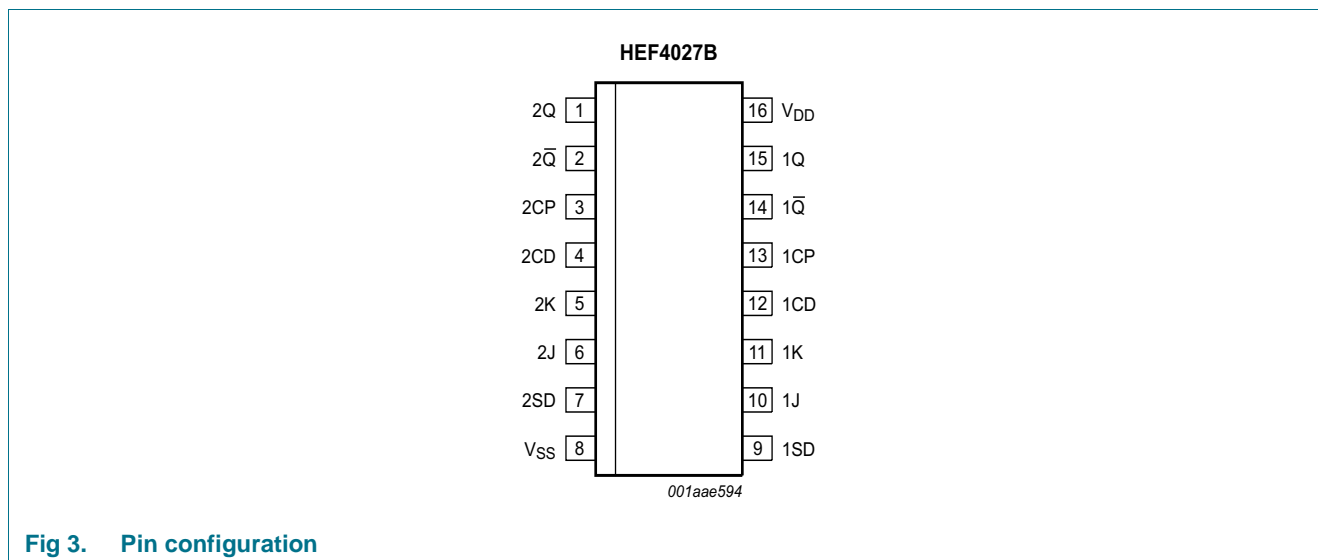 HEF4027B
2Q 1 16 VDD
2Q̅ 2 15 1Q
2CP 3 14 1Q̅
2CD 4 13 1CP
2K 5 12 1CD
2J 6 11 1K
2SD 7 10 1J
VSS 8 9 1SD
001aae594
Fig 3. Pin configuration